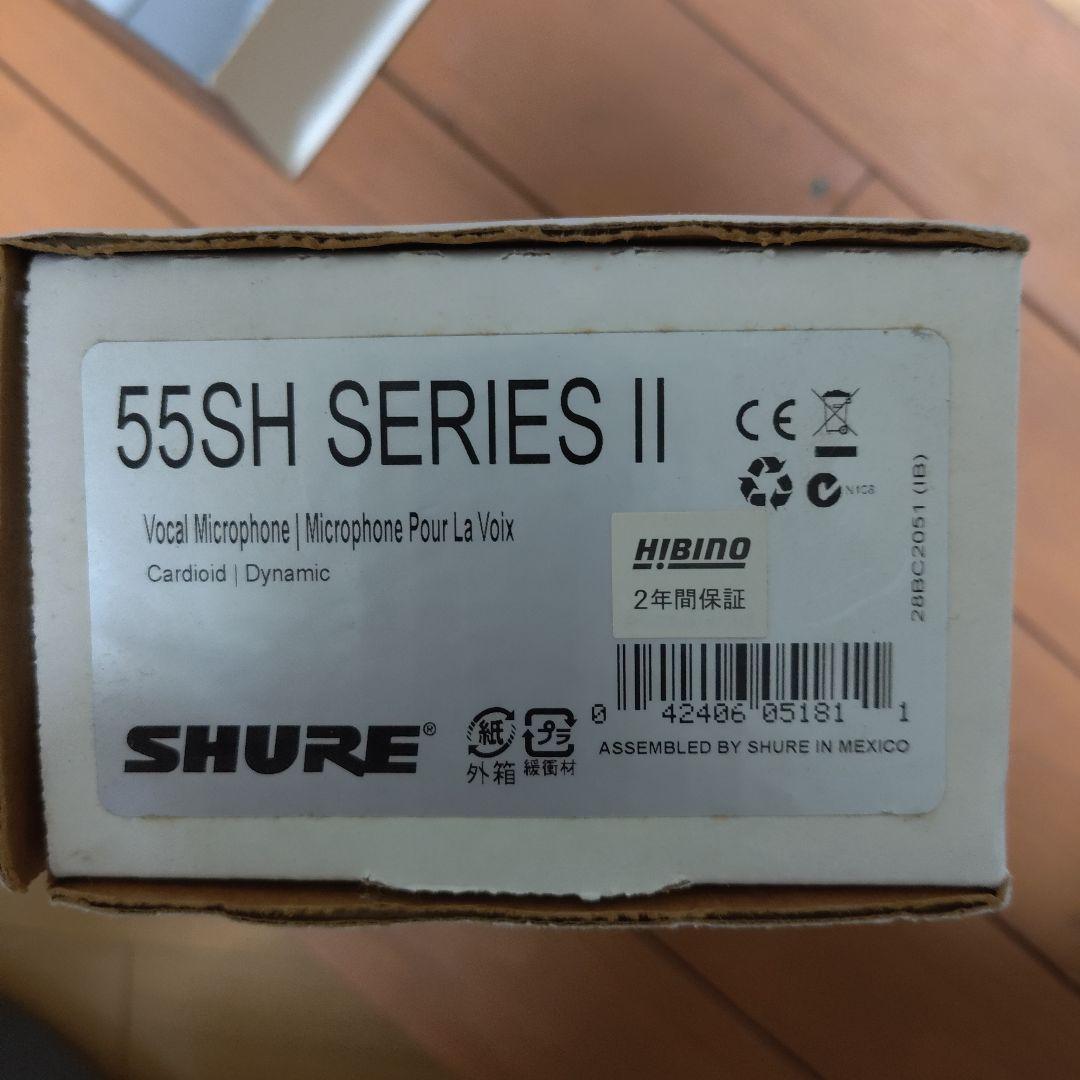 55SH SERIES II
CE
N108
Vocal Microphone | Microphone Pour La Voix
Cardioid | Dynamic
HIBINO
2年間保証
28BC2051 (IB)
0 42406 05181 1
SHURE®
紙
外箱
プラ
緩衝材
ASSEMBLED BY SHURE IN MEXICO